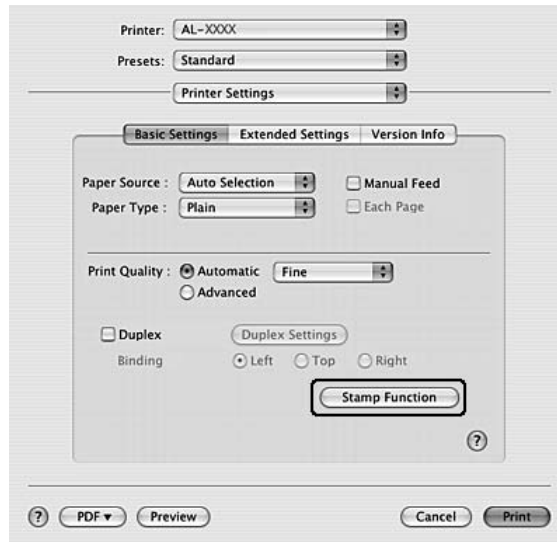 Printer: AL-XXXX
Presets: Standard
Printer Settings
Basic Settings Extended Settings Version Info
Paper Source : Auto Selection Manual Feed
Paper Type : Plain Each Page
Print Quality : Automatic Fine
Advanced
Duplex Duplex Settings
Binding Left Top Right
Stamp Function
?
? PDF▼ Preview Cancel Print